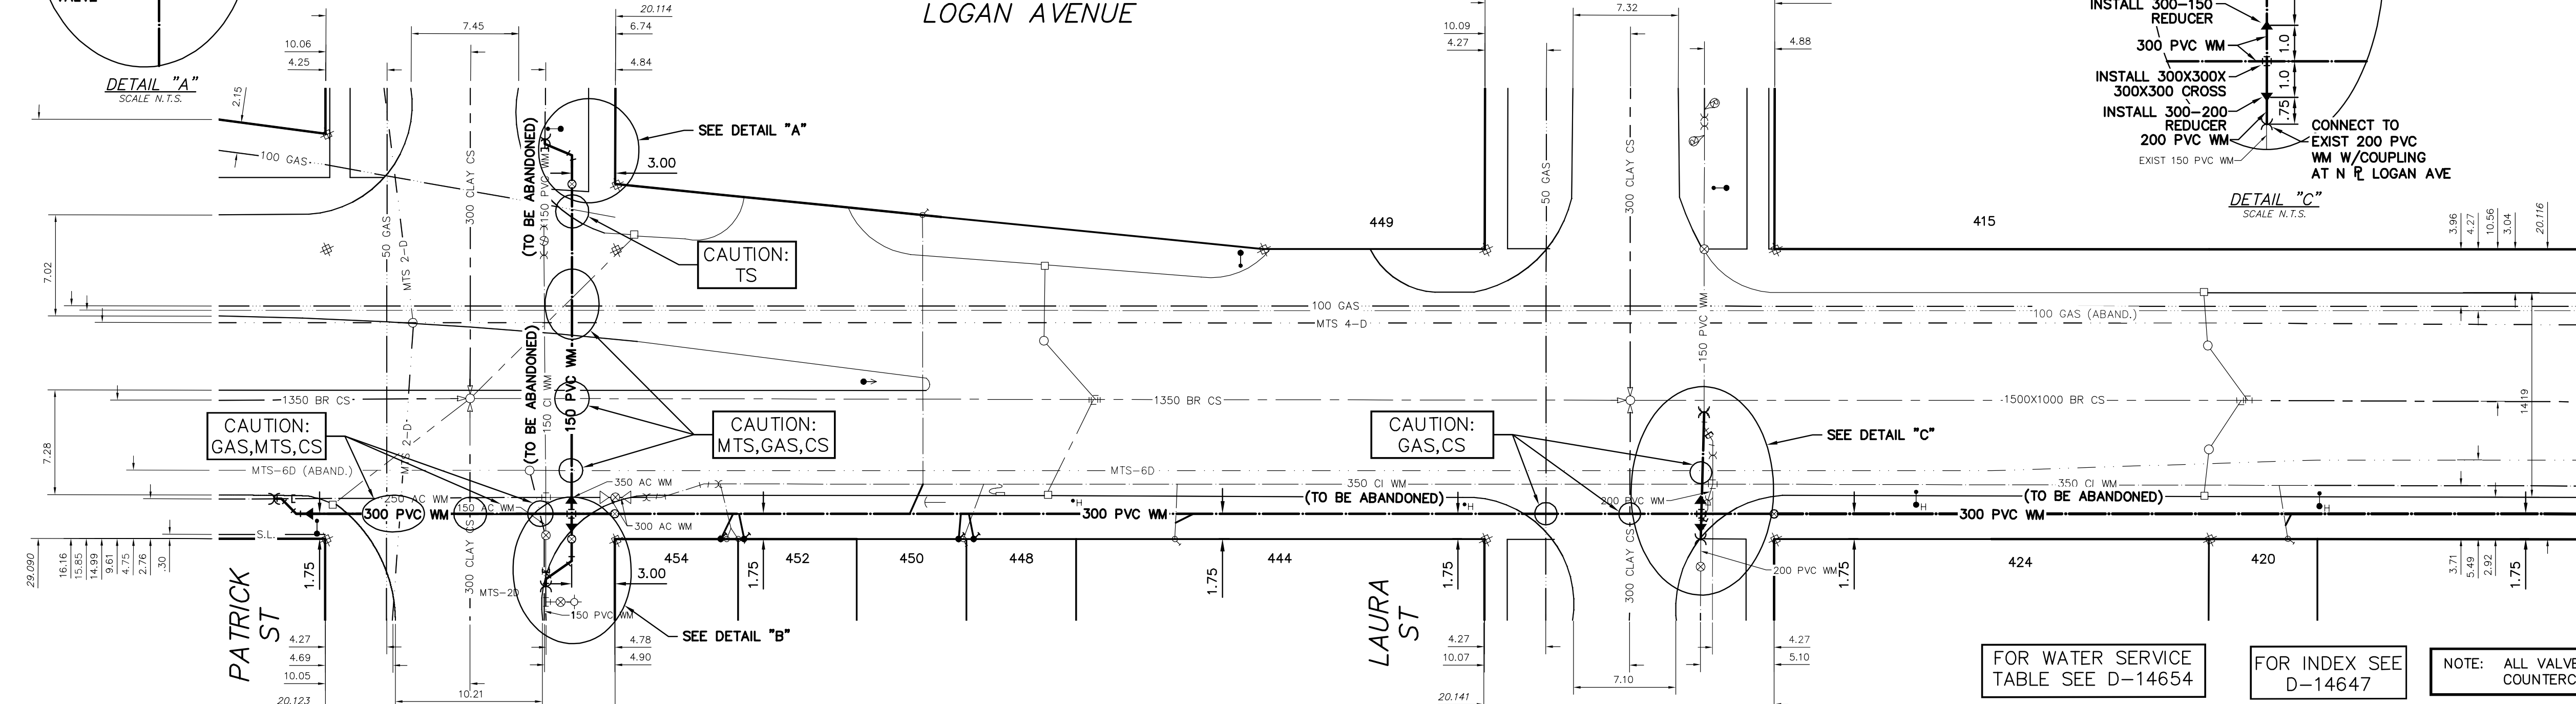 VALVE
DETAIL "A"
SCALE N.T.S.
LOGAN AVENUE
7.45
10.06
4.25
20.114
6.74
4.84
10.09
4.27
7.32
4.88
INSTALL 300-150
REDUCER
300 PVC WM
INSTALL 300X300X
300X300 CROSS
INSTALL 300-200
REDUCER
200 PVC WM
EXIST 150 PVC WM
1.0
1.0
.75
CONNECT TO
EXIST 200 PVC
WM W/COUPLING
AT N PL LOGAN AVE
DETAIL "C"
SCALE N.T.S.
2.15
100 GAS
50 GAS
MTS 2-D
300 CLAY CS
(TO BE ABANDONED)
SEE DETAIL "A"
3.00
CAUTION:
TS
449
50 GAS
300 CLAY CS
415
3.96
4.27
10.56
3.04
20.116
7.02
100 GAS
MTS 4-D
150 PVC WM
100 GAS (ABAND.)
(TO BE ABANDONED)
150 CI WM
150 PVC WM
1350 BR CS
1350 BR CS
1500X1000 BR CS
14.19
7.28
CAUTION:
GAS,MTS,CS
MTS 2-D
CAUTION:
MTS,GAS,CS
CAUTION:
GAS,CS
SEE DETAIL "C"
MTS-6D (ABAND.)
MTS-6D
350 AC WM
350 CI WM
350 CI WM
250 AC WM
150 AC WM
300 PVC WM
300 AC WM
300 PVC WM
(TO BE ABANDONED)
200 PVC WM
(TO BE ABANDONED)
300 PVC WM
H
H
H
H
S.L.
29.090
16.16
15.85
14.99
9.61
4.75
2.76
.30
1.75
300 CLAY CS
MTS-2D
150 PVC WM
3.00
454
1.75
452
450
448
1.75
444
1.75
300 CLAY CS
200 PVC WM
1.75
424
420
3.71
5.49
2.92
1.75
PATRICK
ST
LAURA
ST
SEE DETAIL "B"
4.27
4.69
10.05
20.123
10.21
4.78
4.90
4.27
10.07
20.141
7.10
4.27
5.10
FOR WATER SERVICE
TABLE SEE D-14654
FOR INDEX SEE
D-14647
NOTE: ALL VALVE
COUNTERC